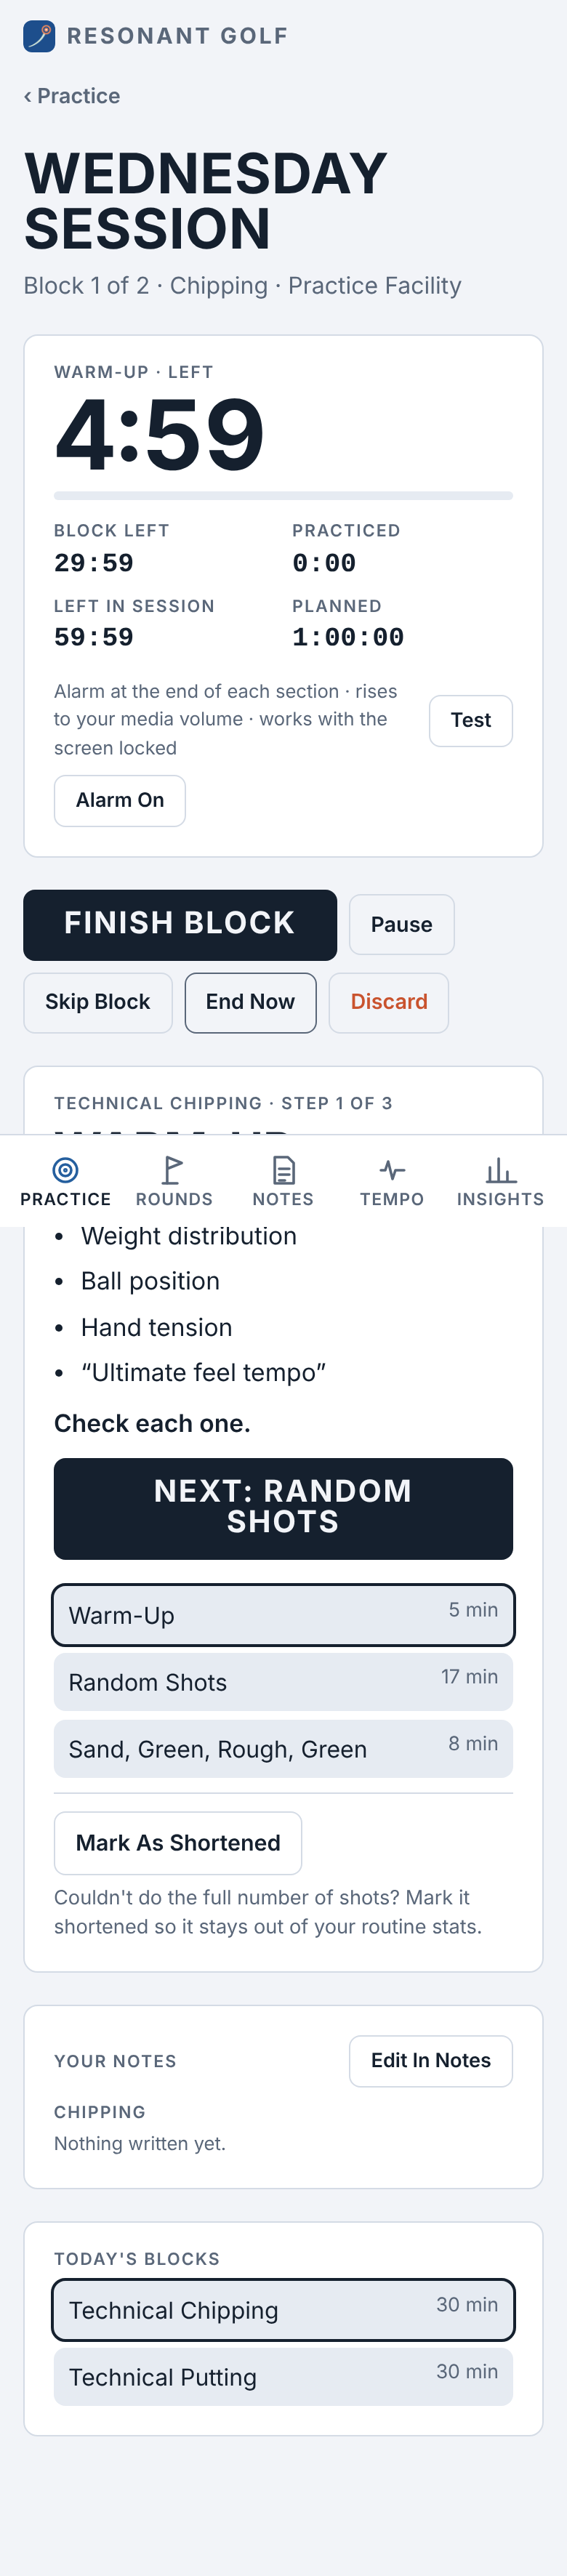 RESONANT GOLF
‹ Practice
WEDNESDAY
SESSION
Block 1 of 2 · Chipping · Practice Facility
WARM-UP · LEFT
4:59
BLOCK LEFT
PRACTICED
29:59
0:00
LEFT IN SESSION
PLANNED
59:59
1:00:00
Alarm at the end of each section · rises
to your media volume · works with the
screen locked
Test
Alarm On
FINISH BLOCK
Pause
Skip Block
End Now
Discard
TECHNICAL CHIPPING · STEP 1 OF 3
PRACTICE
ROUNDS
NOTES
TEMPO
INSIGHTS
• Weight distribution
• Ball position
• Hand tension
• “Ultimate feel tempo”
Check each one.
NEXT: RANDOM
SHOTS
Warm-Up
5 min
Random Shots
17 min
Sand, Green, Rough, Green
8 min
Mark As Shortened
Couldn't do the full number of shots? Mark it
shortened so it stays out of your routine stats.
YOUR NOTES
Edit In Notes
CHIPPING
Nothing written yet.
TODAY'S BLOCKS
Technical Chipping
30 min
Technical Putting
30 min